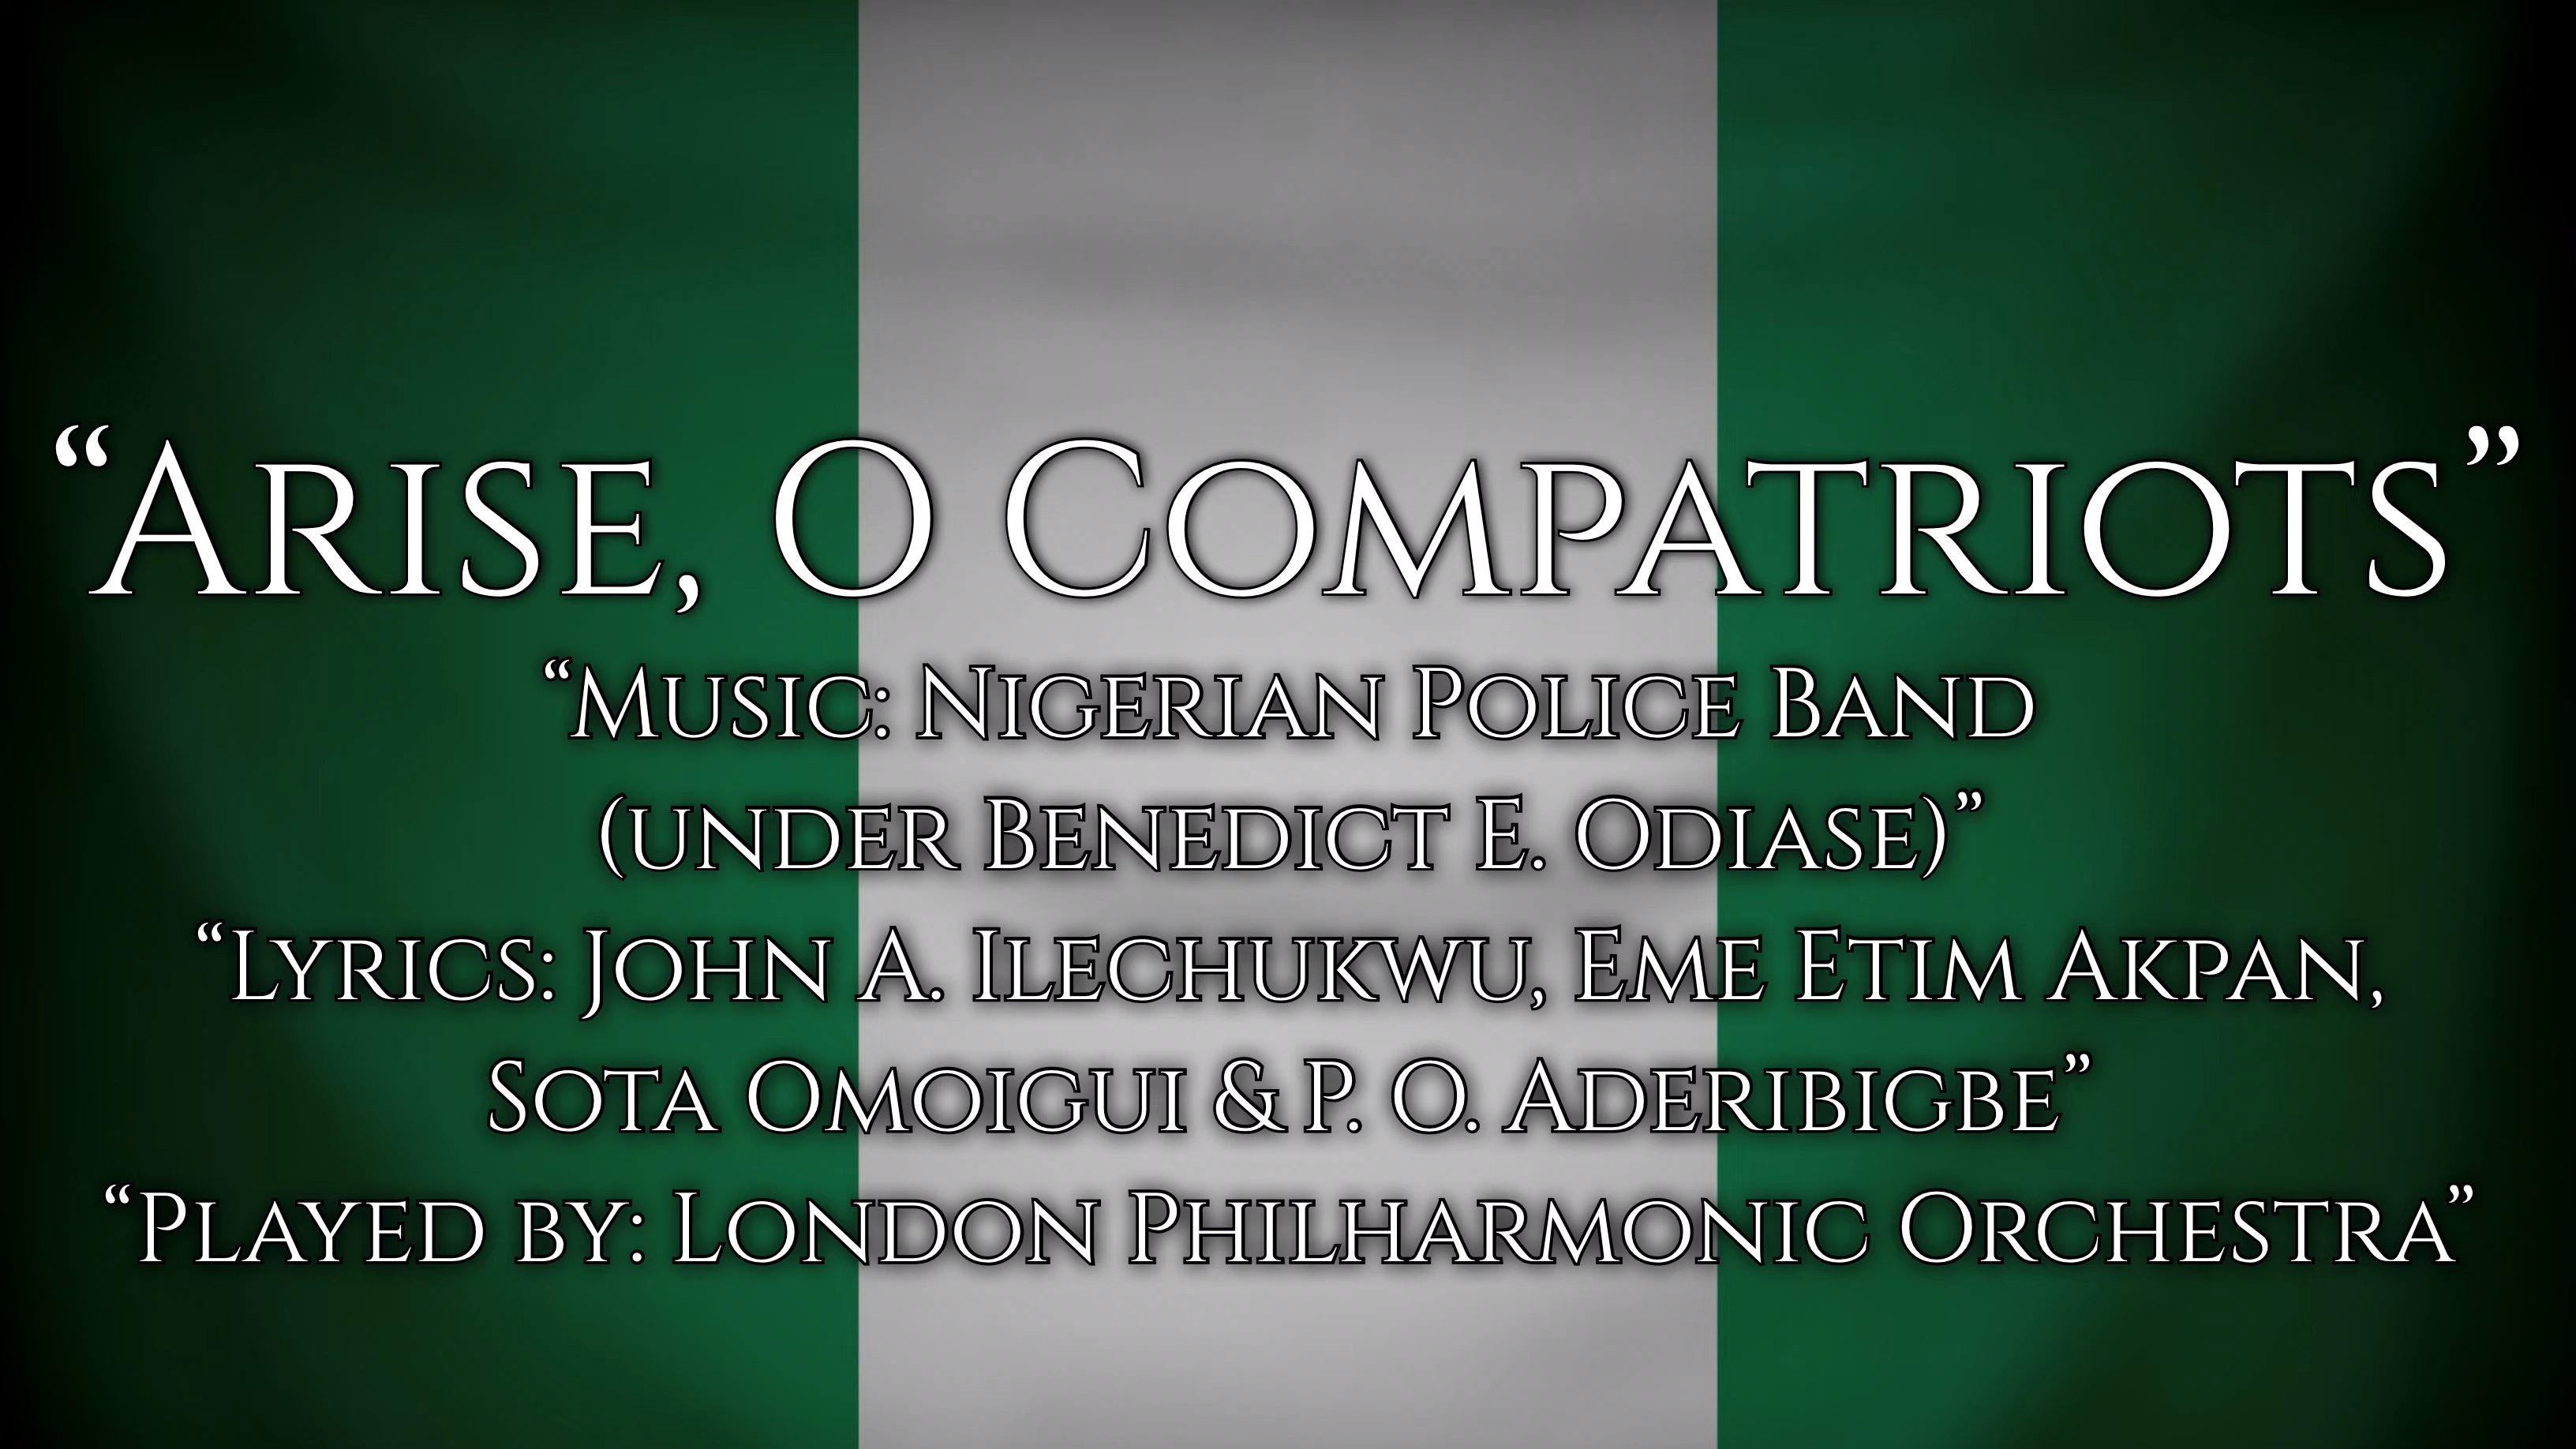 “Arise, O Compatriots”
“Music: Nigerian Police Band
(under Benedict E. Odiase)”
“Lyrics: John A. Ilechukwu, Eme Etim Akpan,
Sota Omoigui & P. O. Aderibigbe”
“Played by: London Philharmonic Orchestra”